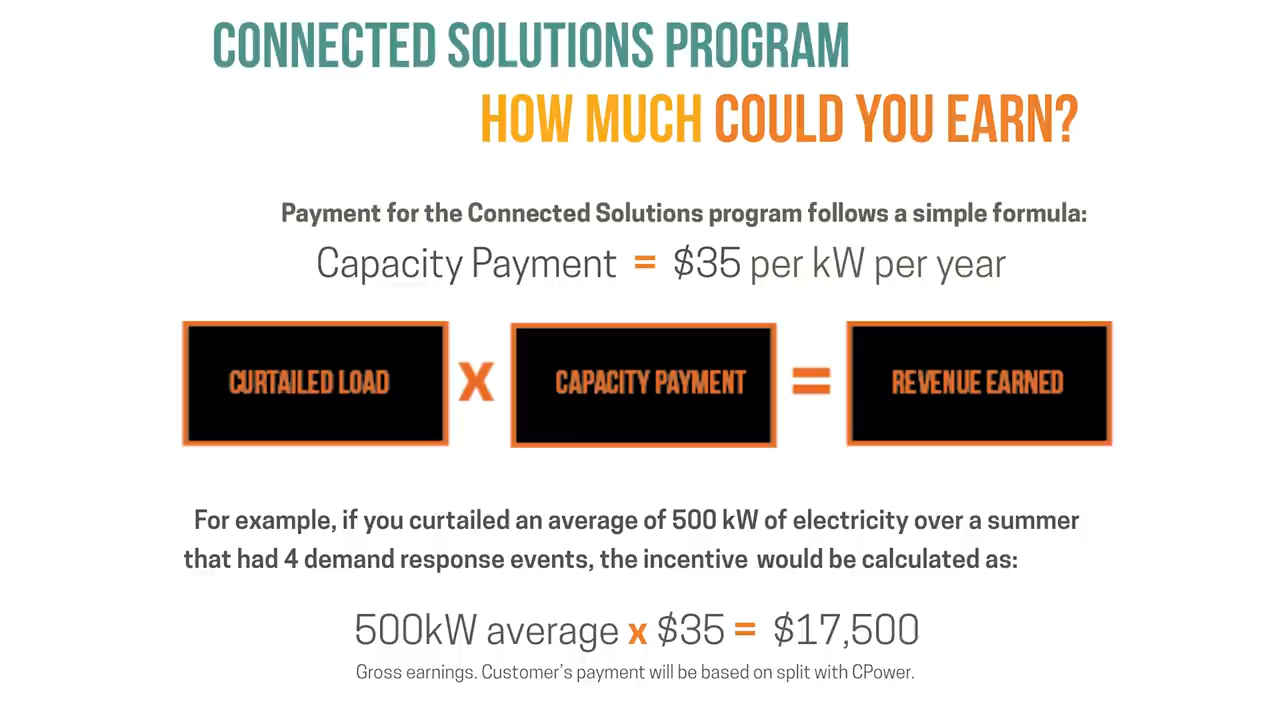 CONNECTED SOLUTIONS PROGRAM
HOW MUCH COULD YOU EARN?
Payment for the Connected Solutions program follows a simple formula:
Capacity Payment = $35 per kW per year
CURTAILED LOAD x CAPACITY PAYMENT = REVENUE EARNED
For example, if you curtailed an average of 500 kW of electricity over a summer
that had 4 demand response events, the incentive would be calculated as:
500kW average x $35 = $17,500
Gross earnings. Customer's payment will be based on split with CPower.